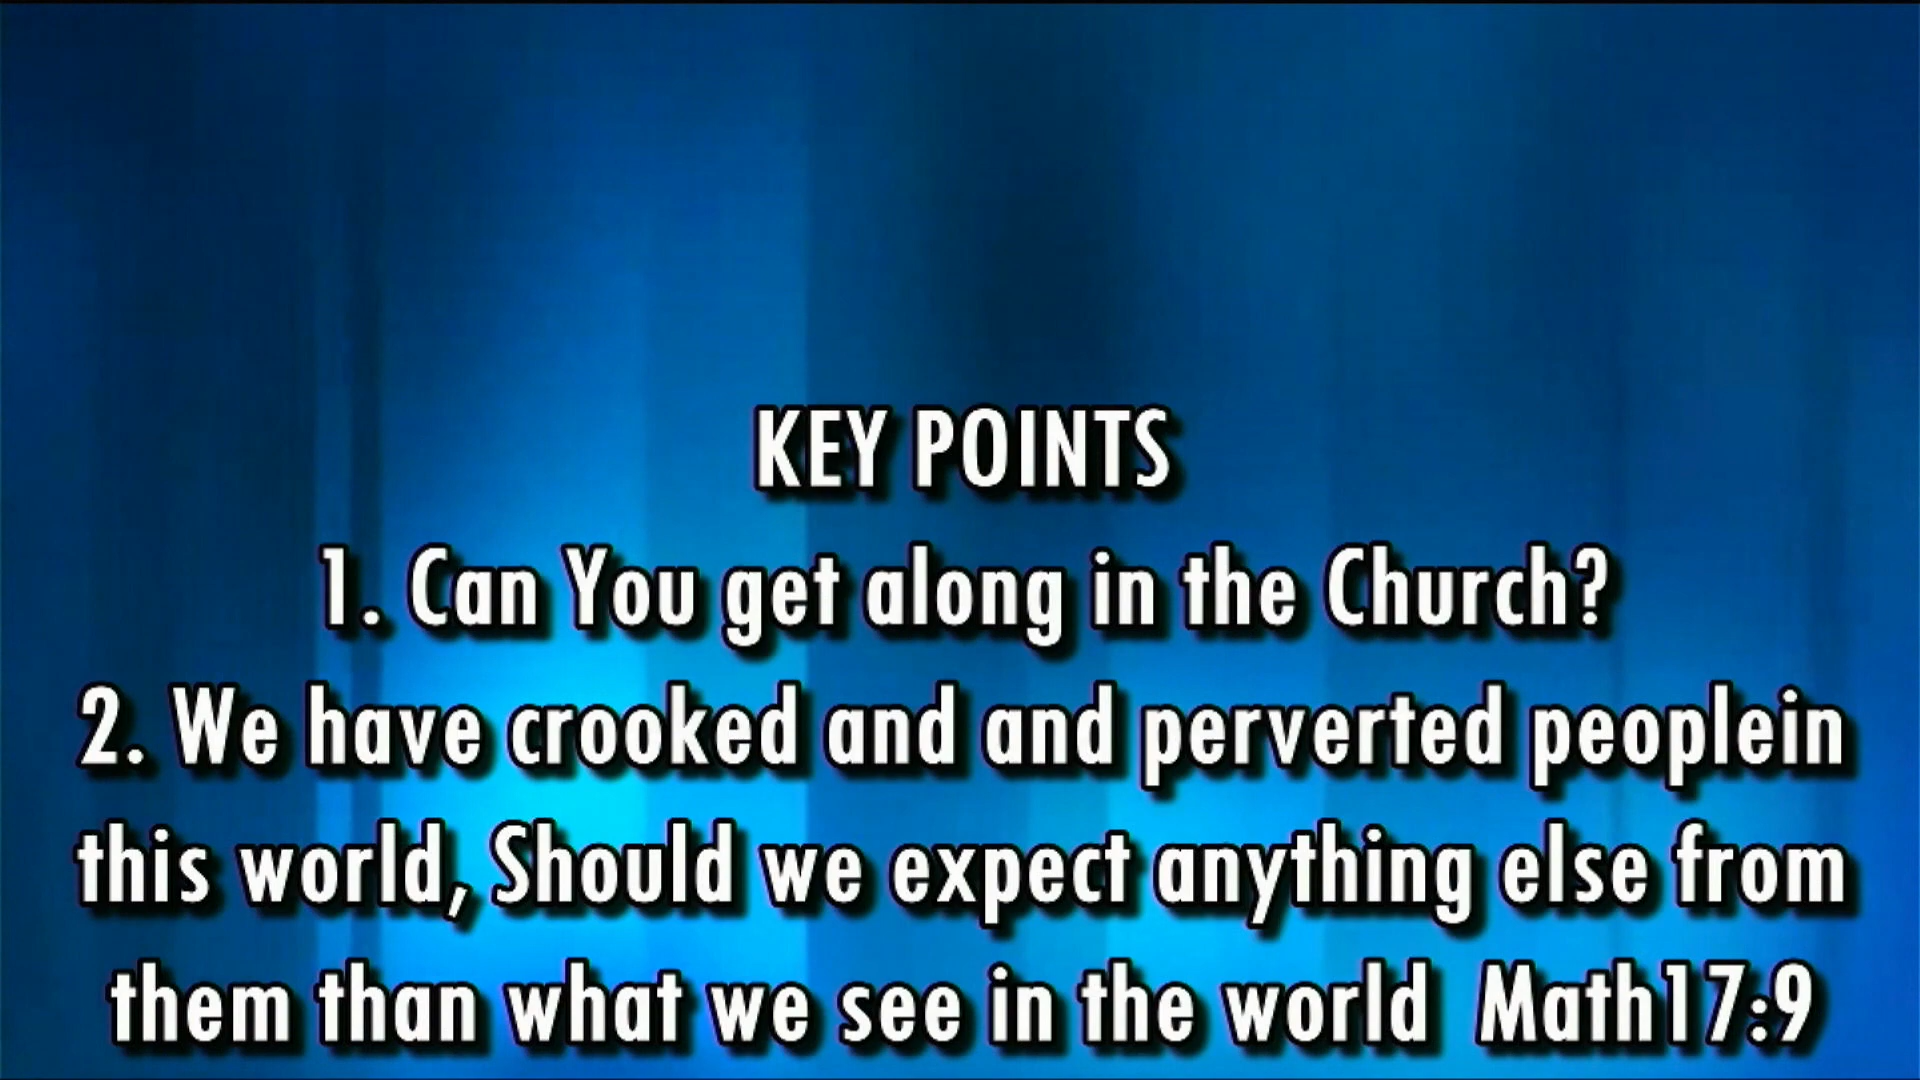 KEY POINTS
1. Can You get along in the Church?
2. We have crooked and and perverted peoplein
this world, Should we expect anything else from
them than what we see in the world  Math17:9